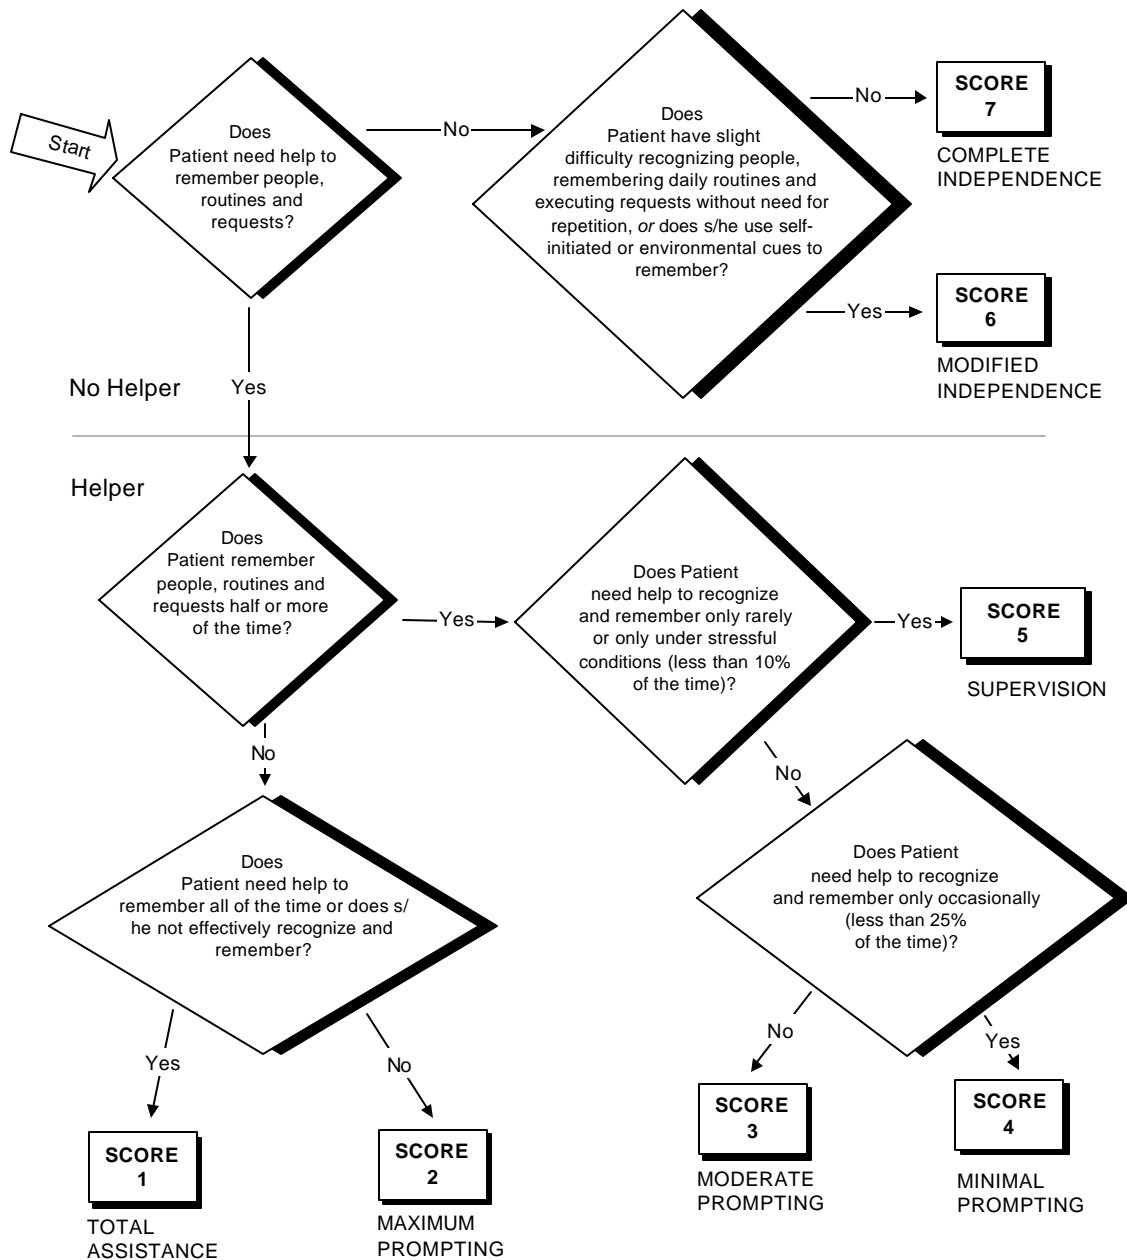 Start
Does
Patient need help to
remember people,
routines and
requests?
No
Does
Patient have slight
difficulty recognizing people,
remembering daily routines and
executing requests without need for
repetition, or does s/he use self-
initiated or environmental cues to
remember?
No
SCORE
7
COMPLETE
INDEPENDENCE
Yes
SCORE
6
MODIFIED
INDEPENDENCE
No Helper
Yes
Helper
Does
Patient remember
people, routines and
requests half or more
of the time?
Yes
Does Patient
need help to recognize
and remember only rarely
or only under stressful
conditions (less than 10%
of the time)?
Yes
SCORE
5
SUPERVISION
No
No
Does
Patient need help to
remember all of the time or does s/
he not effectively recognize and
remember?
Does Patient
need help to recognize
and remember only occasionally
(less than 25%
of the time)?
Yes
No
No
Yes
SCORE
1
TOTAL
ASSISTANCE
SCORE
2
MAXIMUM
PROMPTING
SCORE
3
MODERATE
PROMPTING
SCORE
4
MINIMAL
PROMPTING